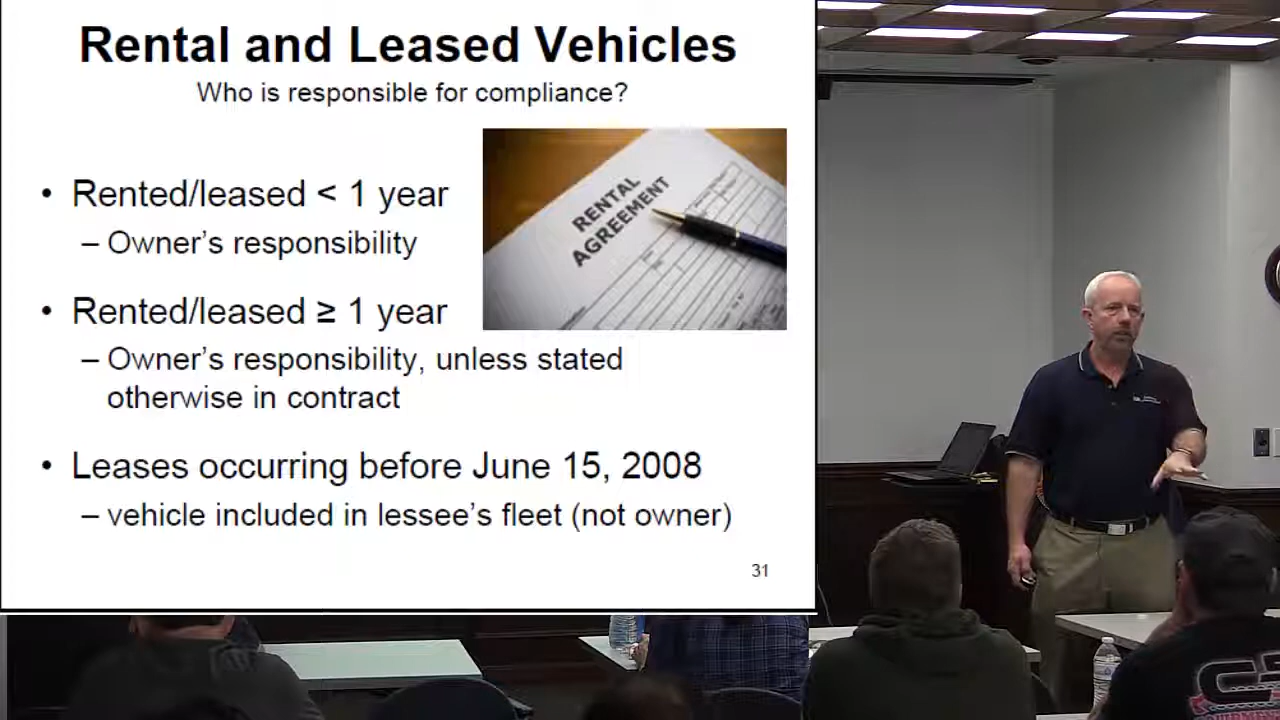 Rental and Leased Vehicles
Who is responsible for compliance?
• Rented/leased < 1 year
– Owner's responsibility
RENTAL
AGREEMENT
• Rented/leased ≥ 1 year
– Owner's responsibility, unless stated
otherwise in contract
• Leases occurring before June 15, 2008
– vehicle included in lessee's fleet (not owner)
31